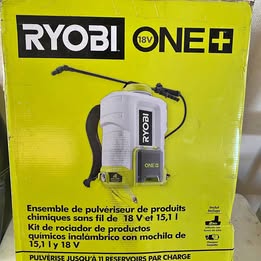 RYOBI 18V ONE+
RYOBI
ONE+
Ensemble de pulvériseur de produits
chimiques sans fil de 18 V et 15,1 l
Kit de rociador de productos
químicos inalámbrico con mochila de
15,1 l y 18 V
PULVÉRISE JUSQU'À 11 RÉSERVOIRS PAR CHARGE